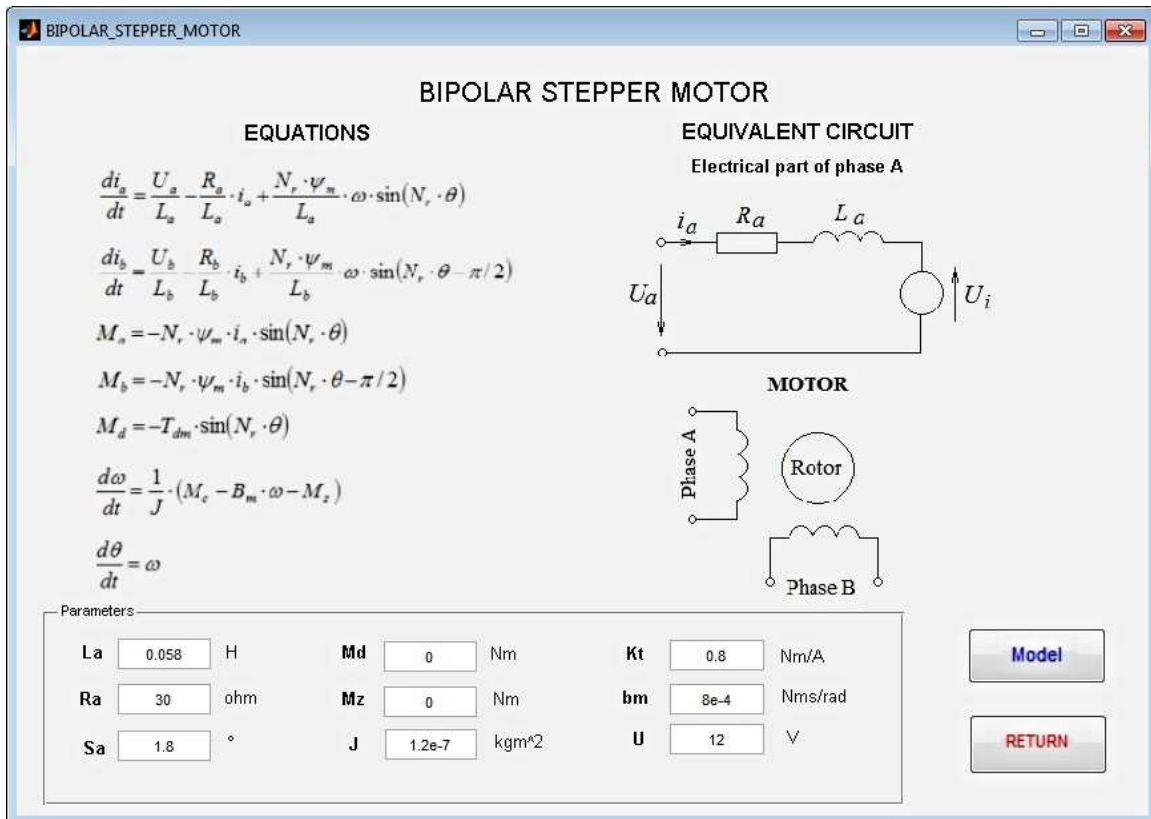 BIPOLAR_STEPPER_MOTOR
BIPOLAR STEPPER MOTOR
EQUATIONS
di_a/dt = U_a/L_a − R_a/L_a · i_a + N_r · ψ_m/L_a · ω · sin(N_r · θ)
di_b/dt = U_b/L_b − R_b/L_b · i_b + N_r · ψ_m/L_b · ω · sin(N_r · θ − π/2)
M_a = −N_r · ψ_m · i_a · sin(N_r · θ)
M_b = −N_r · ψ_m · i_b · sin(N_r · θ − π/2)
M_d = −T_dm · sin(N_r · θ)
dω/dt = 1/J · (M_e − B_m · ω − M_z)
dθ/dt = ω
EQUIVALENT CIRCUIT
Electrical part of phase A
i_a R_a L_a
U_a U_i
MOTOR
Phase A
Rotor
Phase B
Parameters
La 0.058 H Md 0 Nm Kt 0.8 Nm/A
Ra 30 ohm Mz 0 Nm bm 8e-4 Nms/rad
Sa 1.8 ° J 1.2e-7 kgm^2 U 12 V
Model
RETURN